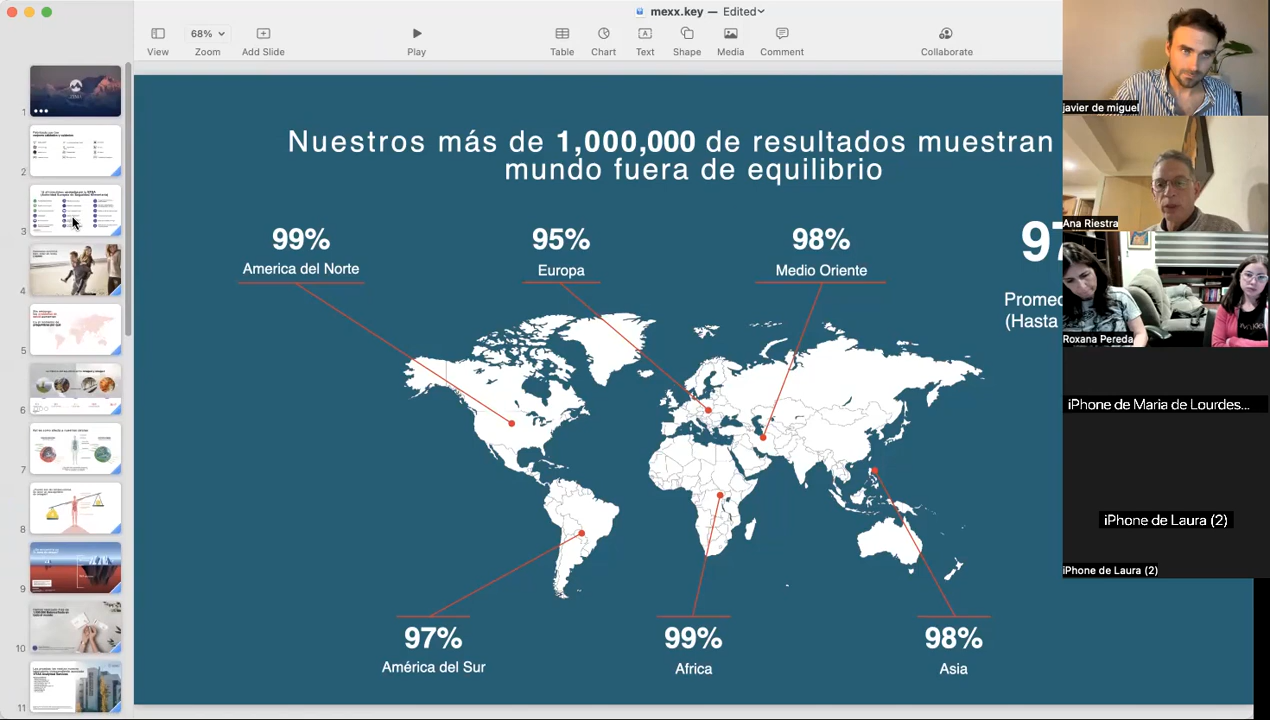 mexx.key — Edited
View
68%
Zoom
Add Slide
Play
Table
Chart
Text
Shape
Media
Comment
Collaborate
1
2
3
4
5
6
7
8
9
10
11
Nuestros más de 1,000,000 de resultados muestran
mundo fuera de equilibrio
99%
America del Norte
95%
Europa
98%
Medio Oriente
97
Promed
(Hasta
97%
América del Sur
99%
Africa
98%
Asia
javier de miguel
Ana Riestra
Roxana Pereda
iPhone de Maria de Lourdes...
iPhone de Laura (2)
iPhone de Laura (2)